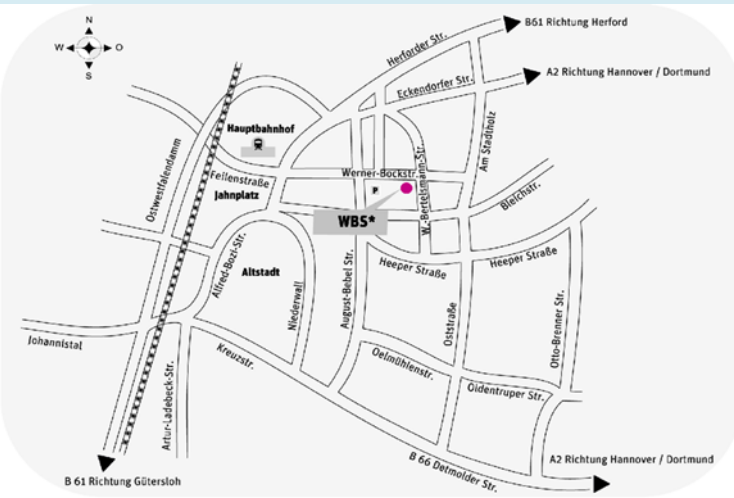 N
W
O
S
B61 Richtung Herford
Herforder Str.
A2 Richtung Hannover / Dortmund
Eckendorfer Str.
Hauptbahnhof
Am Stadtholz
Ostwestfalendamm
Feilenstraße
Jahnplatz
Werner-Bockstr.
P
W.-Bertelsmann-Str.
Bleichstr.
WBS*
Alfred-Bozi-Str.
Altstadt
Niederwall
August-Bebel Str.
Heeper Straße
Heeper Straße
Oststraße
Otto-Brenner Str.
Johannistal
Kreuzstr.
Artur-Ladebeck-Str.
Oelmühlenstr.
Oldentruper Str.
B 66 Detmolder Str.
A2 Richtung Hannover / Dortmund
B 61 Richtung Gütersloh